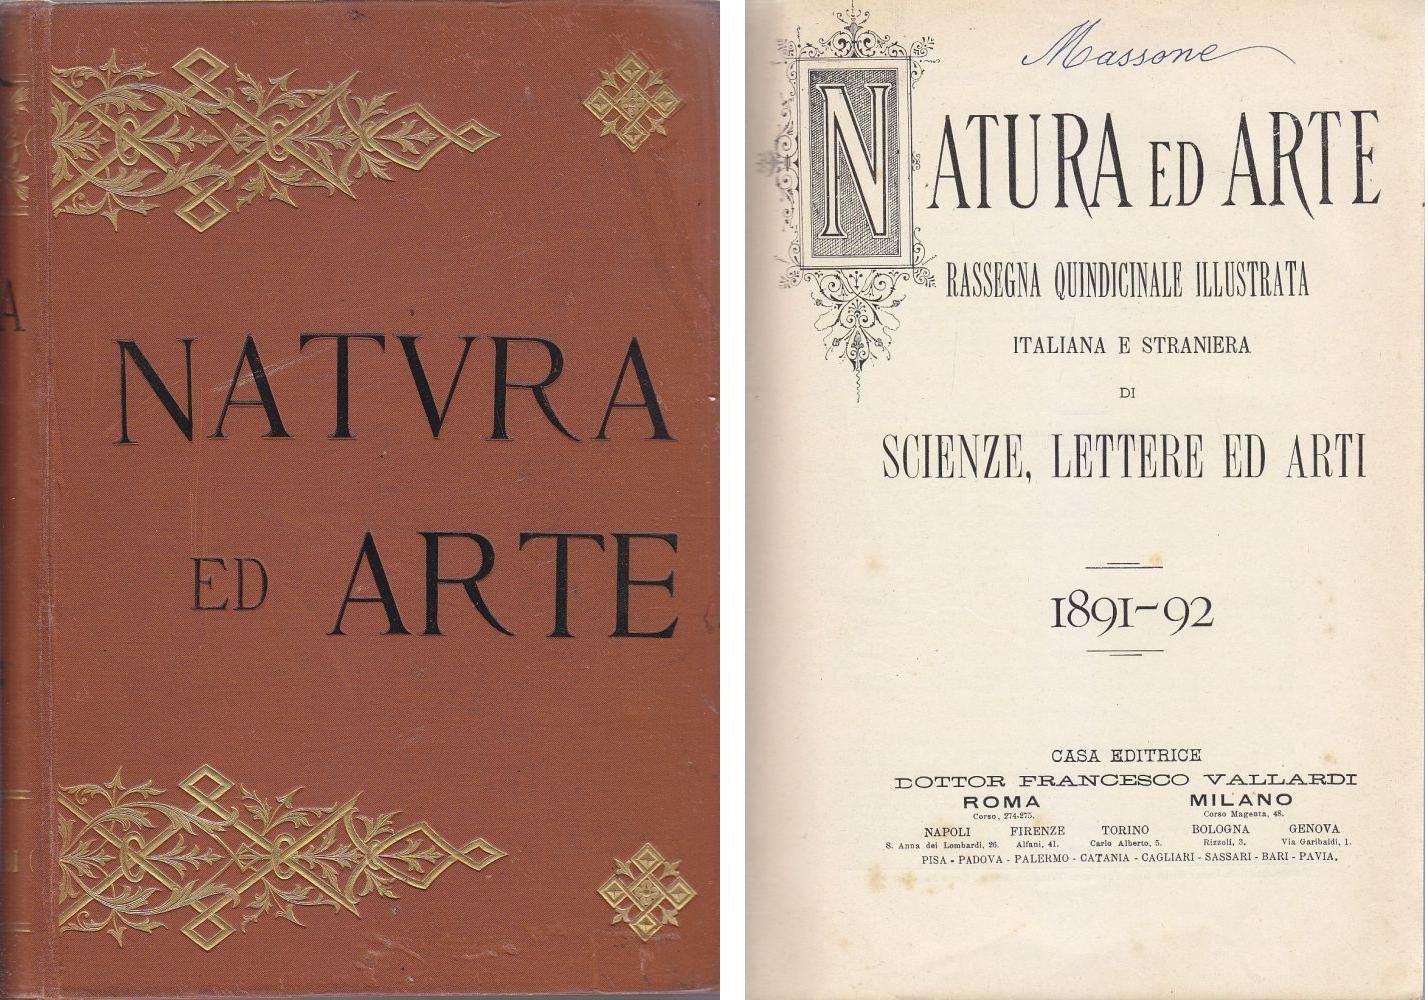 A
NATVRA
ED ARTE
Massone
NATURA ED ARTE
RASSEGNA QUINDICINALE ILLUSTRATA
ITALIANA E STRANIERA
DI
SCIENZE, LETTERE ED ARTI
1891-92
CASA EDITRICE
DOTTOR FRANCESCO VALLARDI
ROMA MILANO
Corso, 274-275. Corso Magenta, 48.
NAPOLI FIRENZE TORINO BOLOGNA GENOVA
S. Anna dei Lombardi, 26. Alfani, 41. Carlo Alberto, 5. Rizzoli, 3. Via Garibaldi, 1.
PISA - PADOVA - PALERMO - CATANIA - CAGLIARI - SASSARI - BARI - PAVIA.